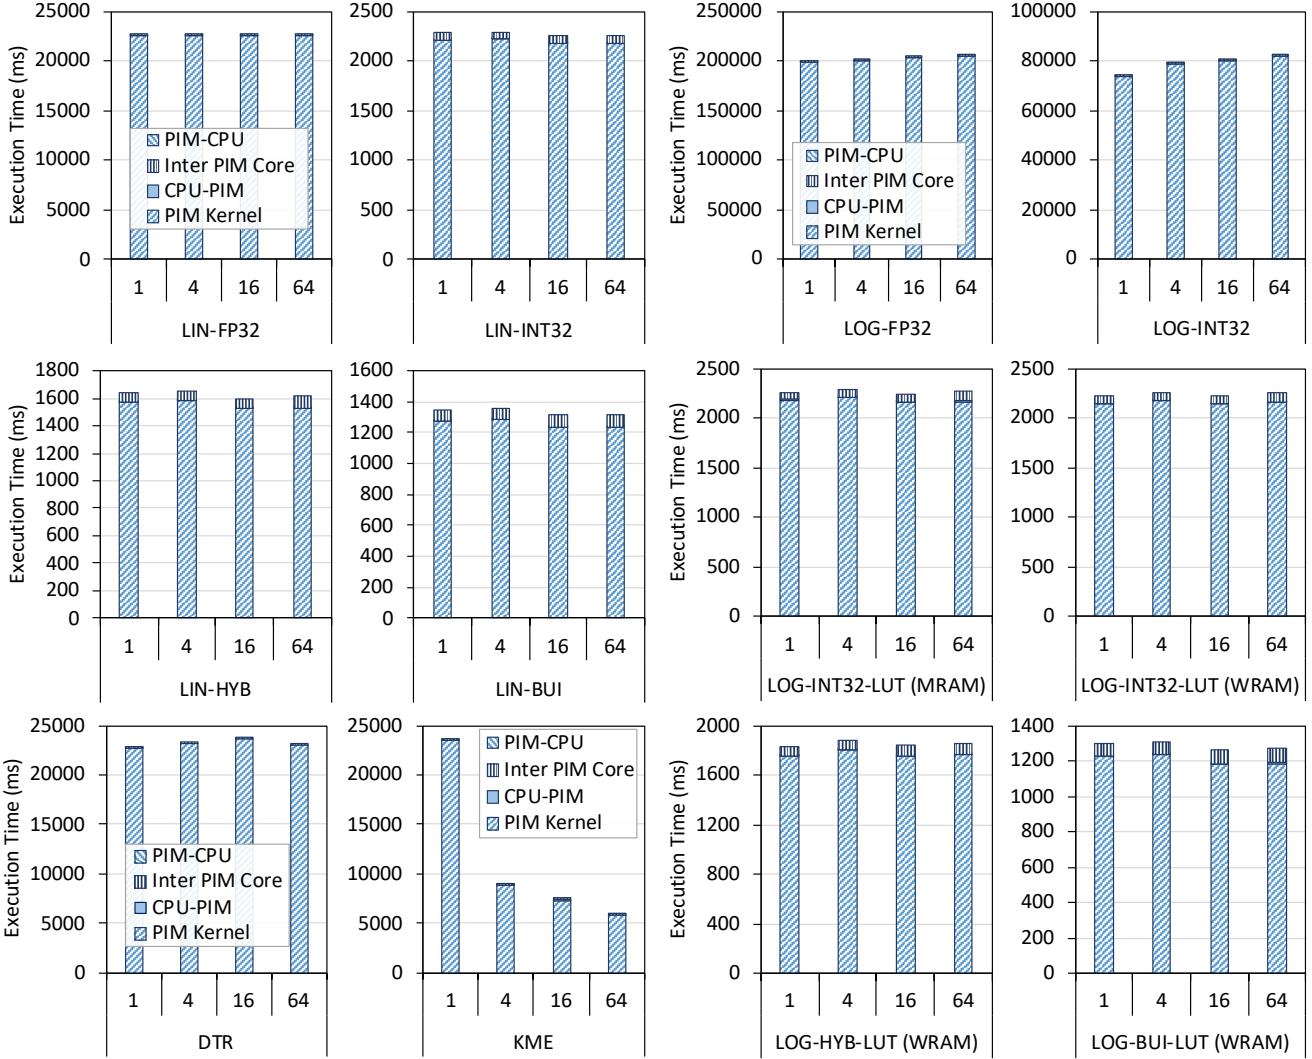 Execution Time (ms)
25000
20000
15000
10000
5000
0
PIM-CPU
Inter PIM Core
CPU-PIM
PIM Kernel
1 4 16 64
LIN-FP32
2500
2000
1500
1000
500
0
1 4 16 64
LIN-INT32
Execution Time (ms)
250000
200000
150000
100000
50000
0
PIM-CPU
Inter PIM Core
CPU-PIM
PIM Kernel
1 4 16 64
LOG-FP32
100000
80000
60000
40000
20000
0
1 4 16 64
LOG-INT32
Execution Time (ms)
1800
1600
1400
1200
1000
800
600
400
200
0
1 4 16 64
LIN-HYB
1600
1400
1200
1000
800
600
400
200
0
1 4 16 64
LIN-BUI
Execution Time (ms)
2500
2000
1500
1000
500
0
1 4 16 64
LOG-INT32-LUT (MRAM)
2500
2000
1500
1000
500
0
1 4 16 64
LOG-INT32-LUT (WRAM)
Execution Time (ms)
25000
20000
15000
10000
5000
0
PIM-CPU
Inter PIM Core
CPU-PIM
PIM Kernel
1 4 16 64
DTR
25000
20000
15000
10000
5000
0
PIM-CPU
Inter PIM Core
CPU-PIM
PIM Kernel
1 4 16 64
KME
Execution Time (ms)
2000
1600
1200
800
400
0
1 4 16 64
LOG-HYB-LUT (WRAM)
1400
1200
1000
800
600
400
200
0
1 4 16 64
LOG-BUI-LUT (WRAM)